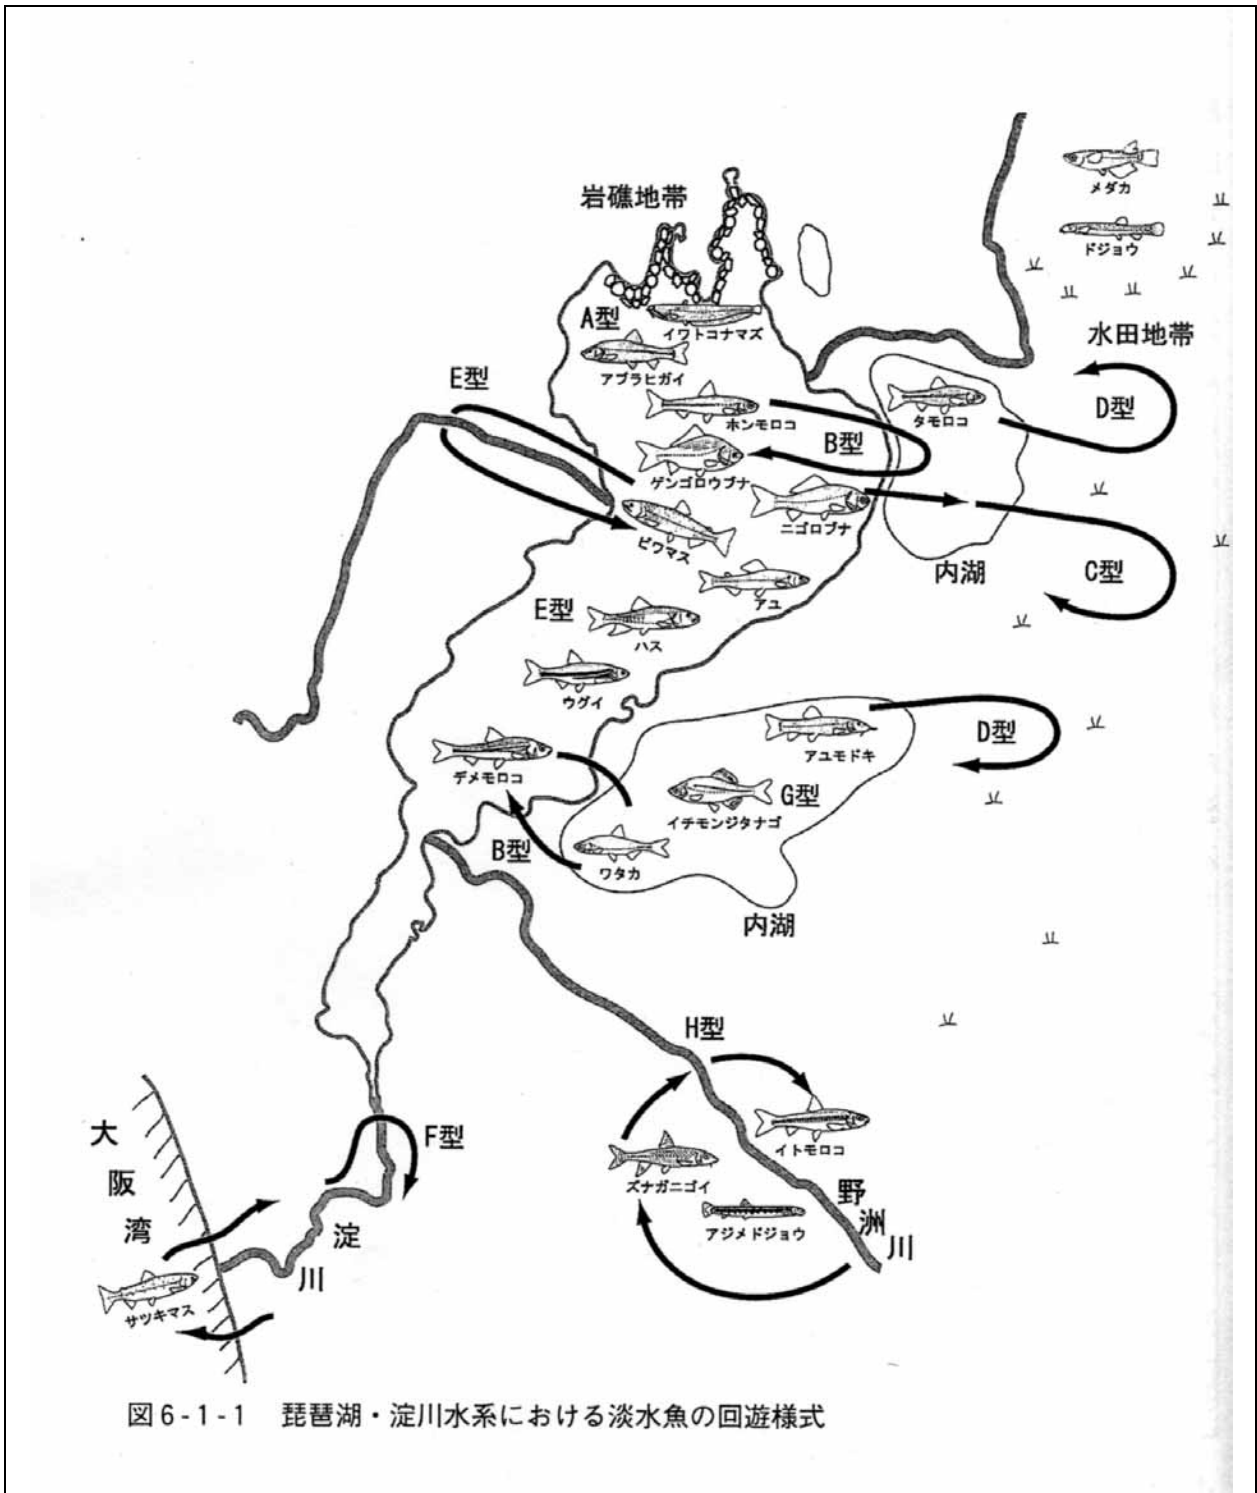 メダカ
ドジョウ
岩礁地帯
A型
イワトコナマズ
水田地帯
アブラヒガイ
E型
D型
タモロコ
ホンモロコ
B型
ゲンゴロウブナ
ニゴロブナ
ビワマス
内湖
C型
アユ
E型
ハス
ウグイ
アユモドキ
D型
デメモロコ
G型
イチモンジタナゴ
B型
ワタカ
内湖
H型
大阪湾
F型
イトモロコ
ズナガニゴイ
アジメドジョウ
野洲川
淀川
サツキマス
図6-1-1 琵琶湖・淀川水系における淡水魚の回遊様式